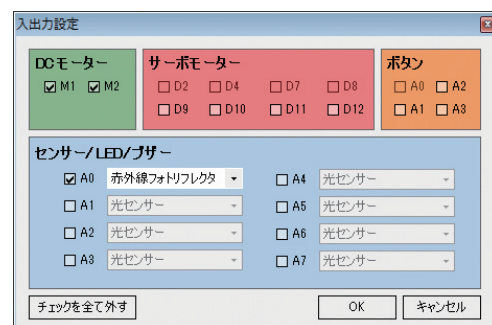 入出力設定
DCモーター
M1 M2
サーボモーター
D2 D4 D7 D8
D9 D10 D11 D12
ボタン
A0 A2
A1 A3
センサー/LED/ブザー
A0 赤外線フォトリフレクタ
A1 光センサー
A2 光センサー
A3 光センサー
A4 光センサー
A5 光センサー
A6 光センサー
A7 光センサー
チェックを全て外す
OK
キャンセル